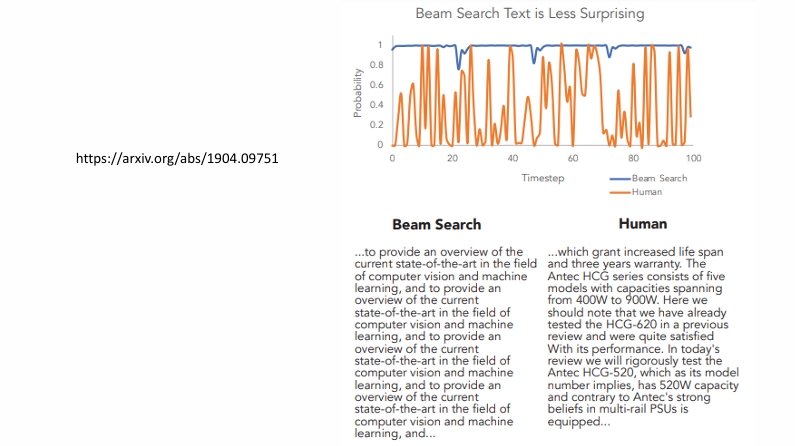 Beam Search Text is Less Surprising
1
0.8
0.6
0.4
0.2
0
Probability
0 20 40 60 80 100
Timestep
Beam Search
Human
https://arxiv.org/abs/1904.09751
Beam Search
...to provide an overview of the
current state-of-the-art in the field
of computer vision and machine
learning, and to provide an
overview of the current
state-of-the-art in the field of
computer vision and machine
learning, and to provide an
overview of the current
state-of-the-art in the field of
computer vision and machine
learning, and to provide an
overview of the current
state-of-the-art in the field of
computer vision and machine
learning, and...
Human
...which grant increased life span
and three years warranty. The
Antec HCG series consists of five
models with capacities spanning
from 400W to 900W. Here we
should note that we have already
tested the HCG-620 in a previous
review and were quite satisfied
With its performance. In today's
review we will rigorously test the
Antec HCG-520, which as its model
number implies, has 520W capacity
and contrary to Antec's strong
beliefs in multi-rail PSUs is
equipped...